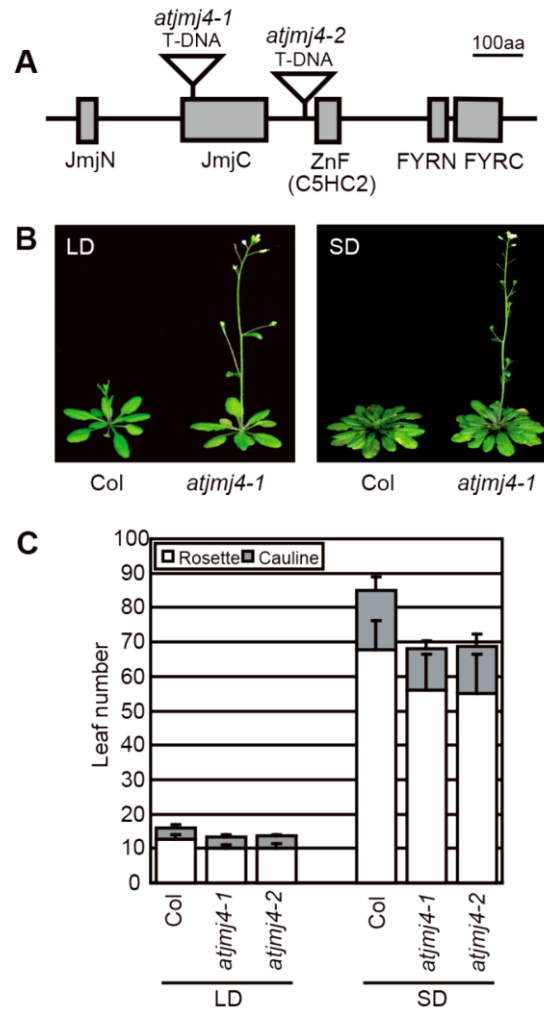 A
atjmj4-1
T-DNA
atjmj4-2
T-DNA
100aa
JmjN
JmjC
ZnF
(C5HC2)
FYRN
FYRC
B
LD
Col
atjmj4-1
SD
Col
atjmj4-1
C
Rosette
Cauline
Leaf number
100
90
80
70
60
50
40
30
20
10
0
Col
atjmj4-1
atjmj4-2
Col
atjmj4-1
atjmj4-2
LD
SD